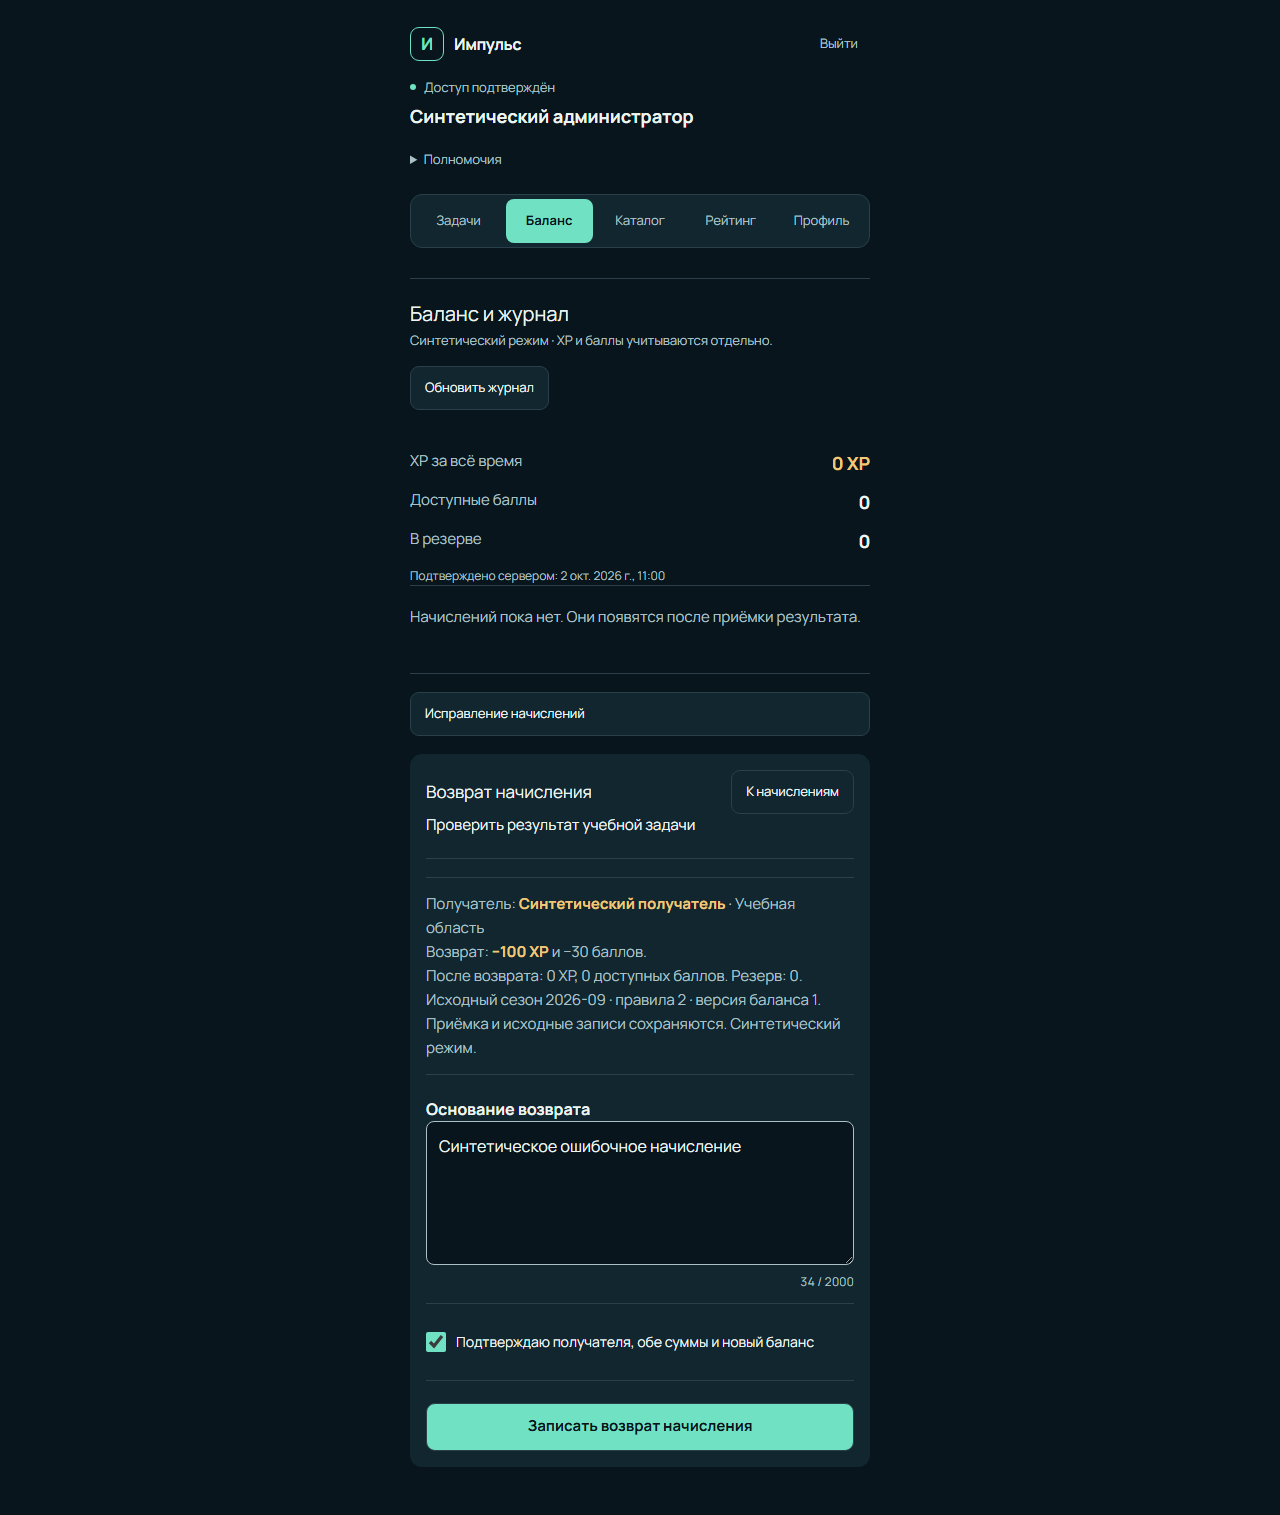 И Импульс Выйти
Доступ подтверждён
Синтетический администратор
Полномочия
Задачи Баланс Каталог Рейтинг Профиль
Баланс и журнал
Синтетический режим · XP и баллы учитываются отдельно.
Обновить журнал
XP за всё время 0 XP
Доступные баллы 0
В резерве 0
Подтверждено сервером: 2 окт. 2026 г., 11:00
Начислений пока нет. Они появятся после приёмки результата.
Исправление начислений
Возврат начисления К начислениям
Проверить результат учебной задачи
Получатель: Синтетический получатель · Учебная
область
Возврат: −100 XP и −30 баллов.
После возврата: 0 XP, 0 доступных баллов. Резерв: 0.
Исходный сезон 2026-09 · правила 2 · версия баланса 1.
Приёмка и исходные записи сохраняются. Синтетический
режим.
Основание возврата
Синтетическое ошибочное начисление
34 / 2000
Подтверждаю получателя, обе суммы и новый баланс
Записать возврат начисления